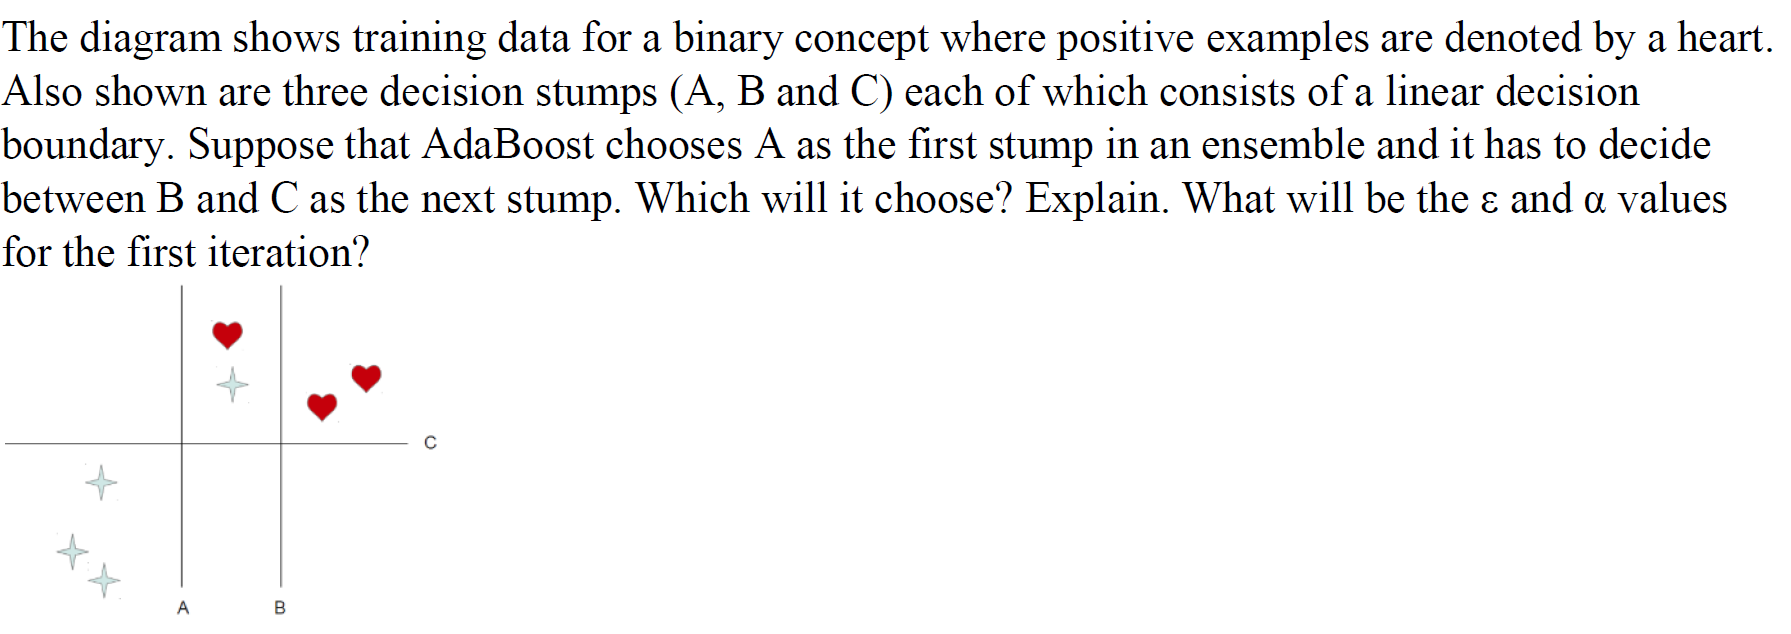 The diagram shows training data for a binary concept where positive examples are denoted by a heart.
Also shown are three decision stumps (A, B and C) each of which consists of a linear decision
boundary. Suppose that AdaBoost chooses A as the first stump in an ensemble and it has to decide
between B and C as the next stump. Which will it choose? Explain. What will be the ε and α values
for the first iteration?
C
A
B